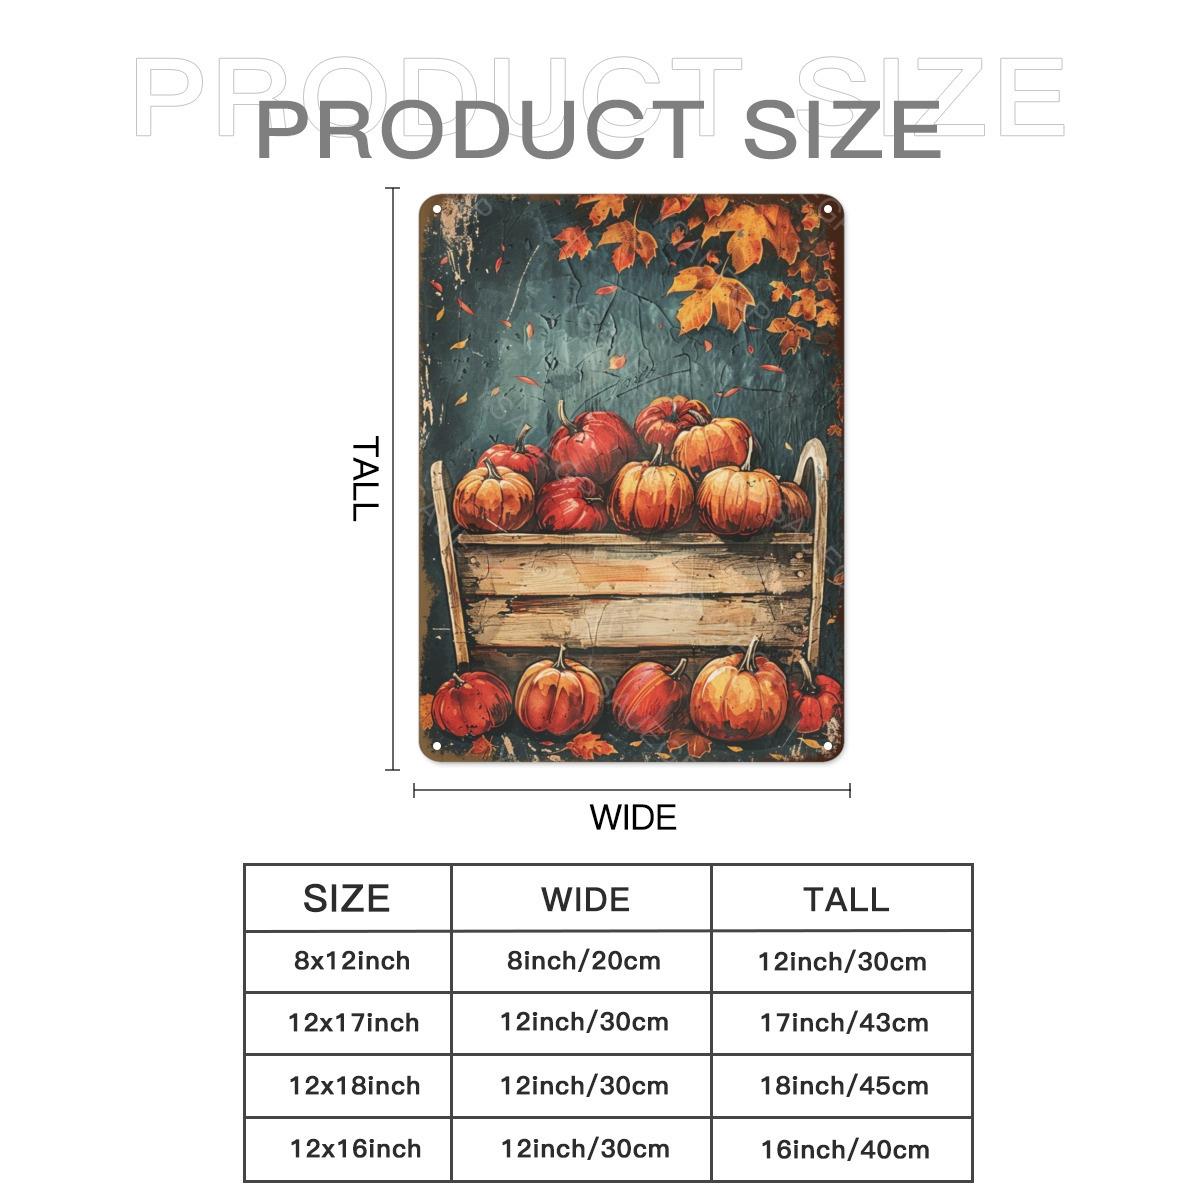 PRODUCT SIZE
PRODUCT SIZE
TALL
WIDE
SIZE WIDE TALL
8x12inch 8inch/20cm 12inch/30cm
12x17inch 12inch/30cm 17inch/43cm
12x18inch 12inch/30cm 18inch/45cm
12x16inch 12inch/30cm 16inch/40cm